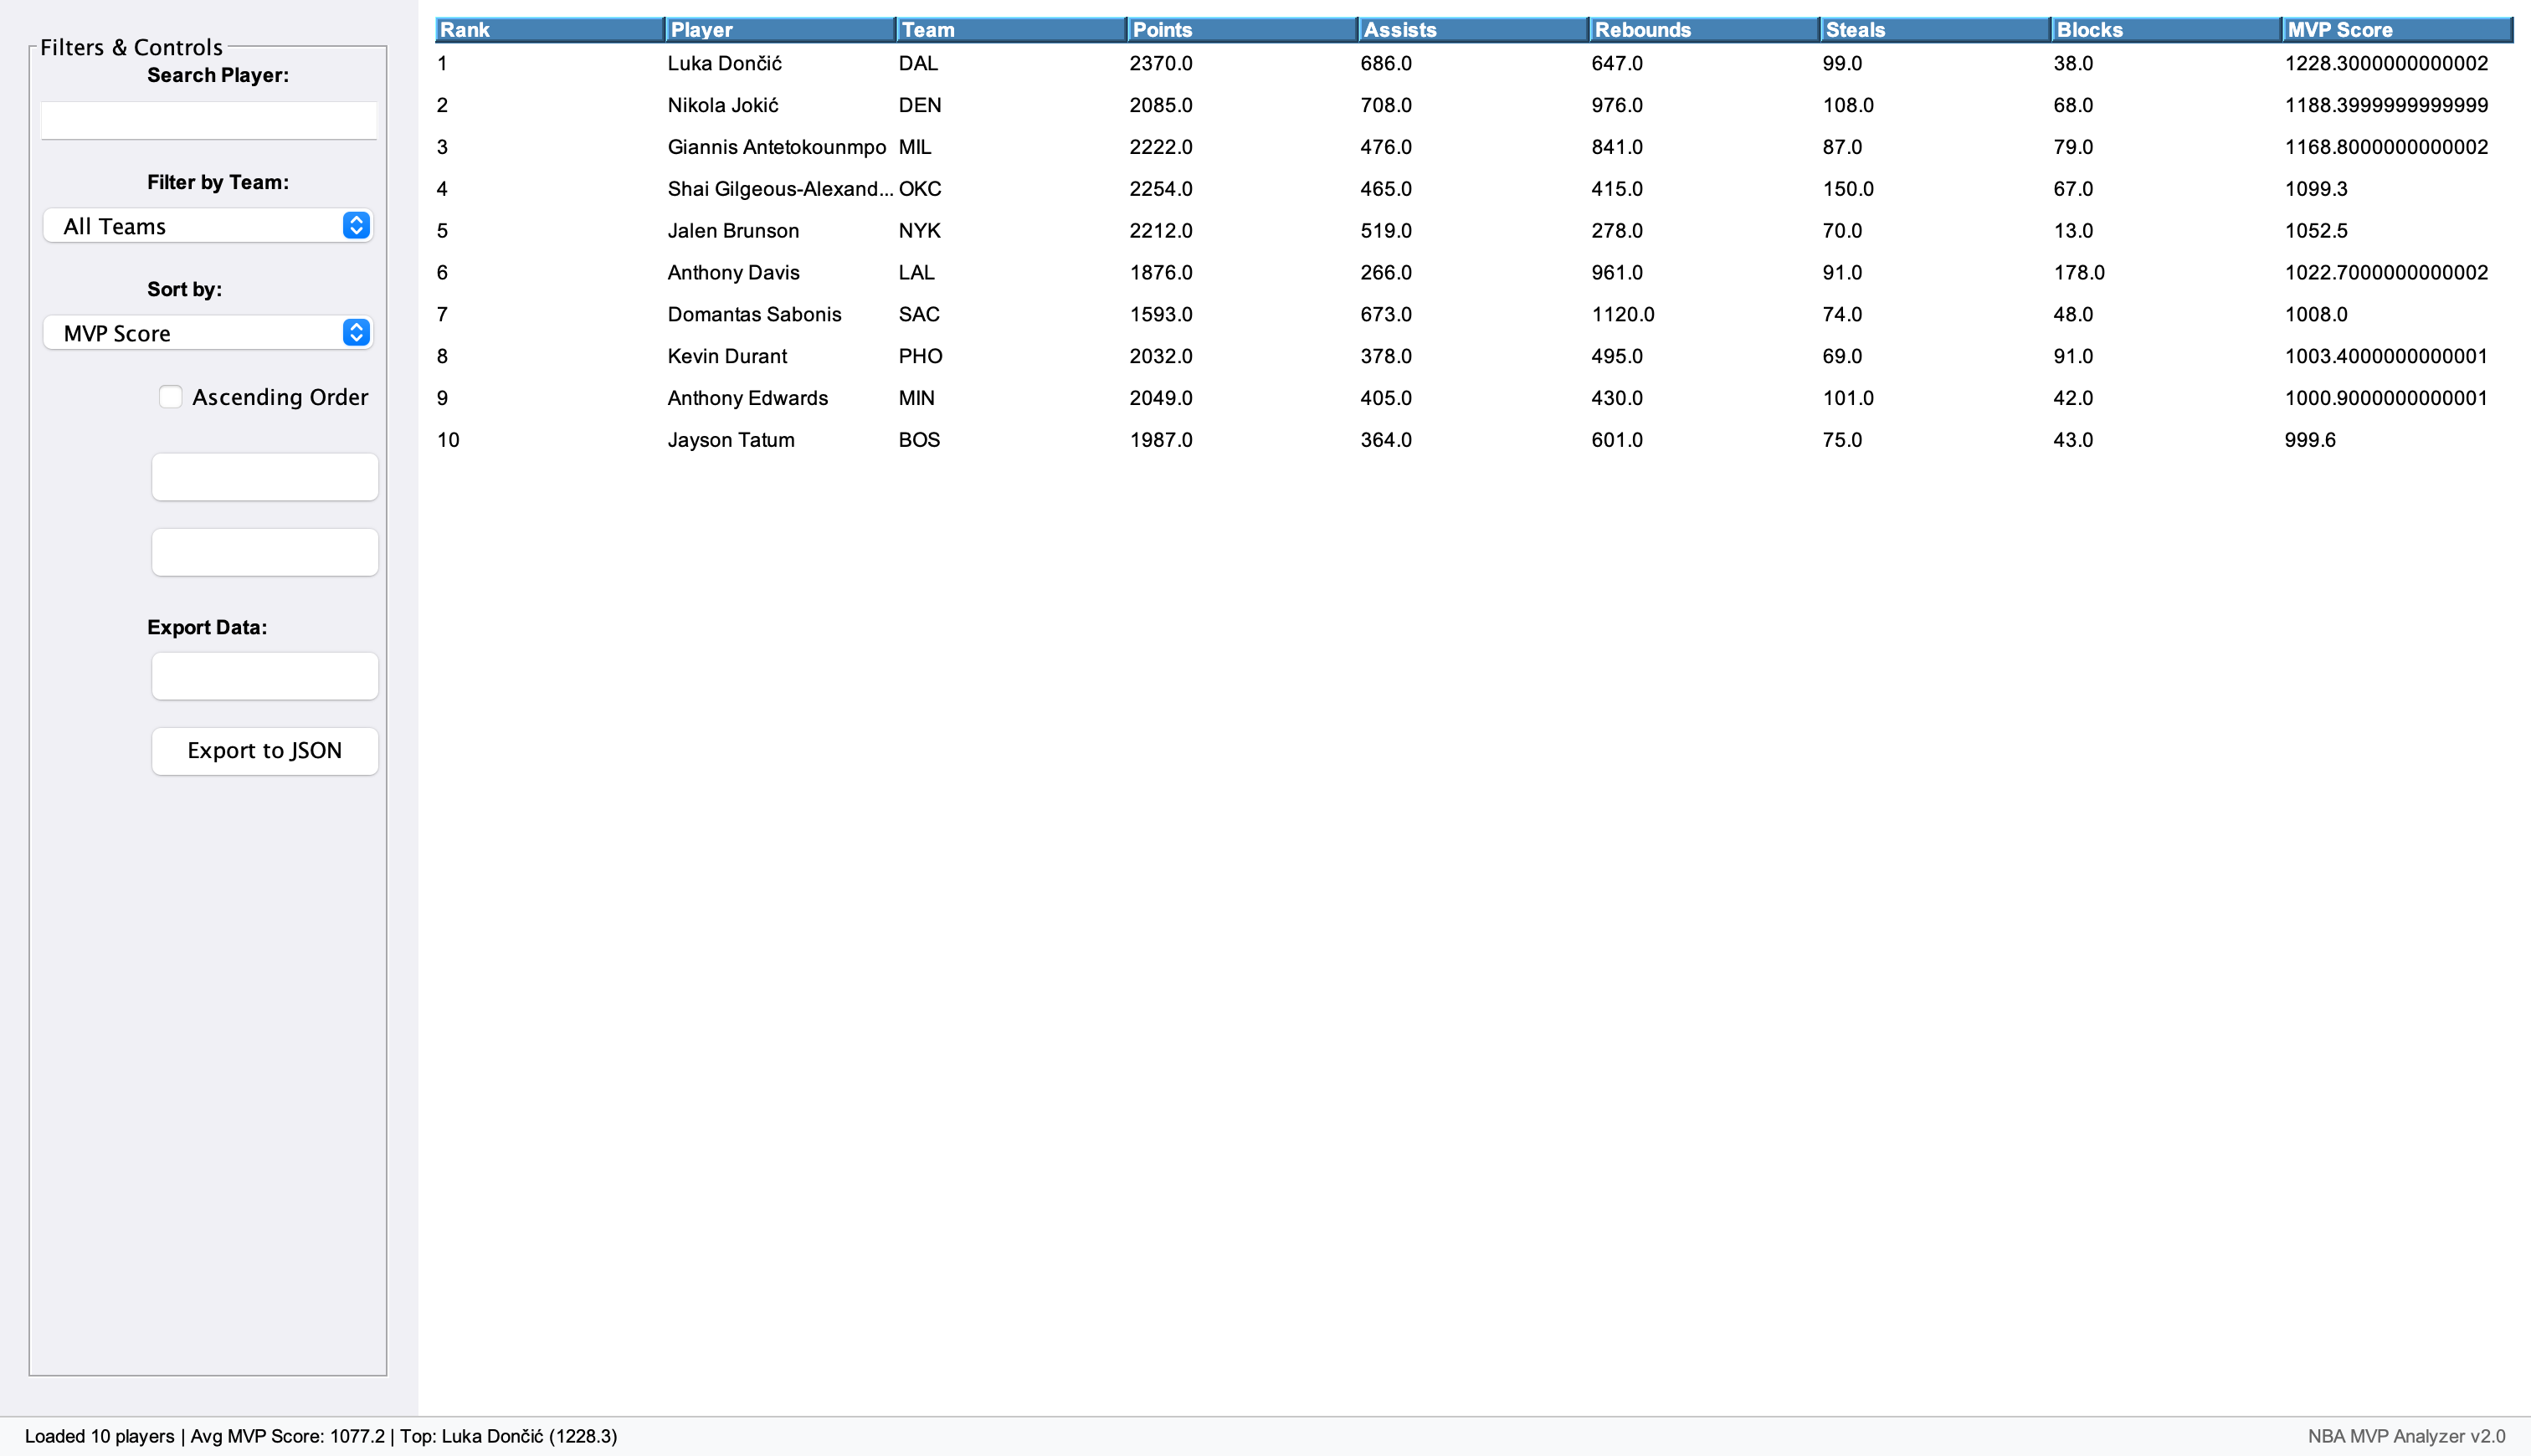 Filters & Controls
Search Player:
Filter by Team:
All Teams
Sort by:
MVP Score
Ascending Order
Export Data:
Export to JSON
Rank Player Team Points Assists Rebounds Steals Blocks MVP Score
1 Luka Dončić DAL 2370.0 686.0 647.0 99.0 38.0 1228.3000000000002
2 Nikola Jokić DEN 2085.0 708.0 976.0 108.0 68.0 1188.3999999999999
3 Giannis Antetokounmpo MIL 2222.0 476.0 841.0 87.0 79.0 1168.8000000000002
4 Shai Gilgeous-Alexand... OKC 2254.0 465.0 415.0 150.0 67.0 1099.3
5 Jalen Brunson NYK 2212.0 519.0 278.0 70.0 13.0 1052.5
6 Anthony Davis LAL 1876.0 266.0 961.0 91.0 178.0 1022.7000000000002
7 Domantas Sabonis SAC 1593.0 673.0 1120.0 74.0 48.0 1008.0
8 Kevin Durant PHO 2032.0 378.0 495.0 69.0 91.0 1003.4000000000001
9 Anthony Edwards MIN 2049.0 405.0 430.0 101.0 42.0 1000.9000000000001
10 Jayson Tatum BOS 1987.0 364.0 601.0 75.0 43.0 999.6
Loaded 10 players | Avg MVP Score: 1077.2 | Top: Luka Dončić (1228.3)
NBA MVP Analyzer v2.0